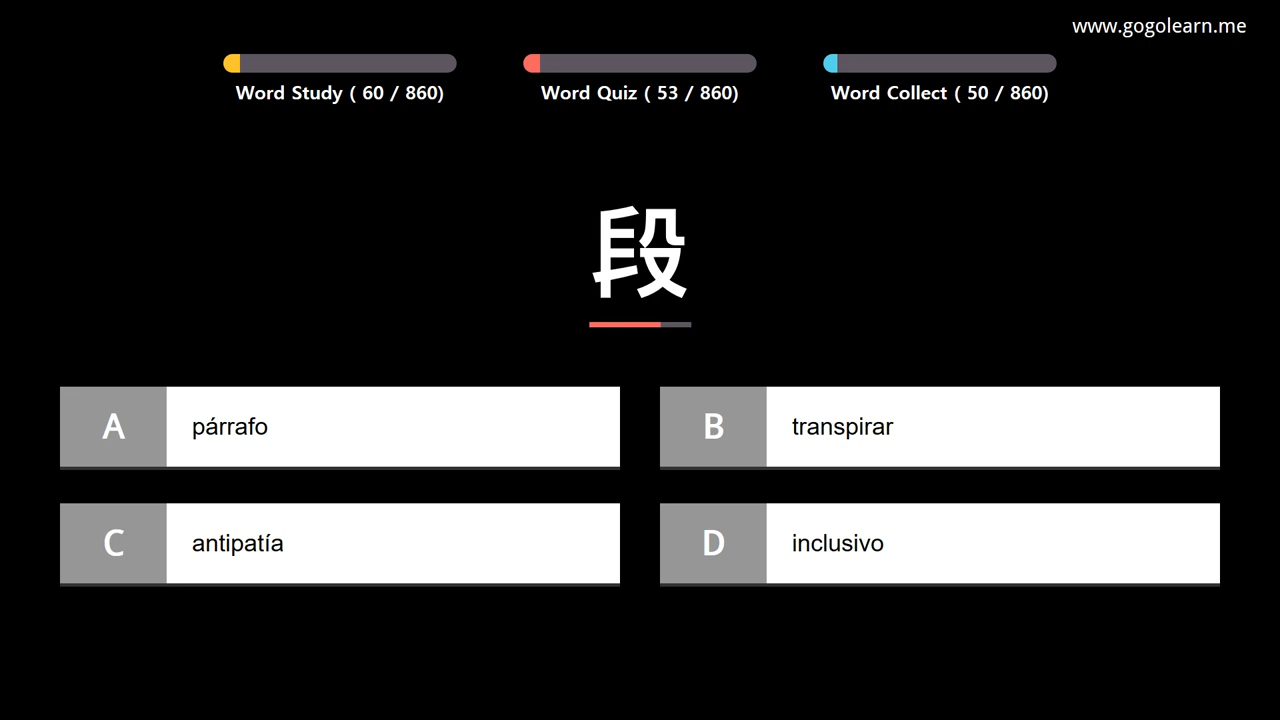 www.gogolearn.me
Word Study ( 60 / 860)
Word Quiz ( 53 / 860)
Word Collect ( 50 / 860)
段
A párrafo
B transpirar
C antipatía
D inclusivo